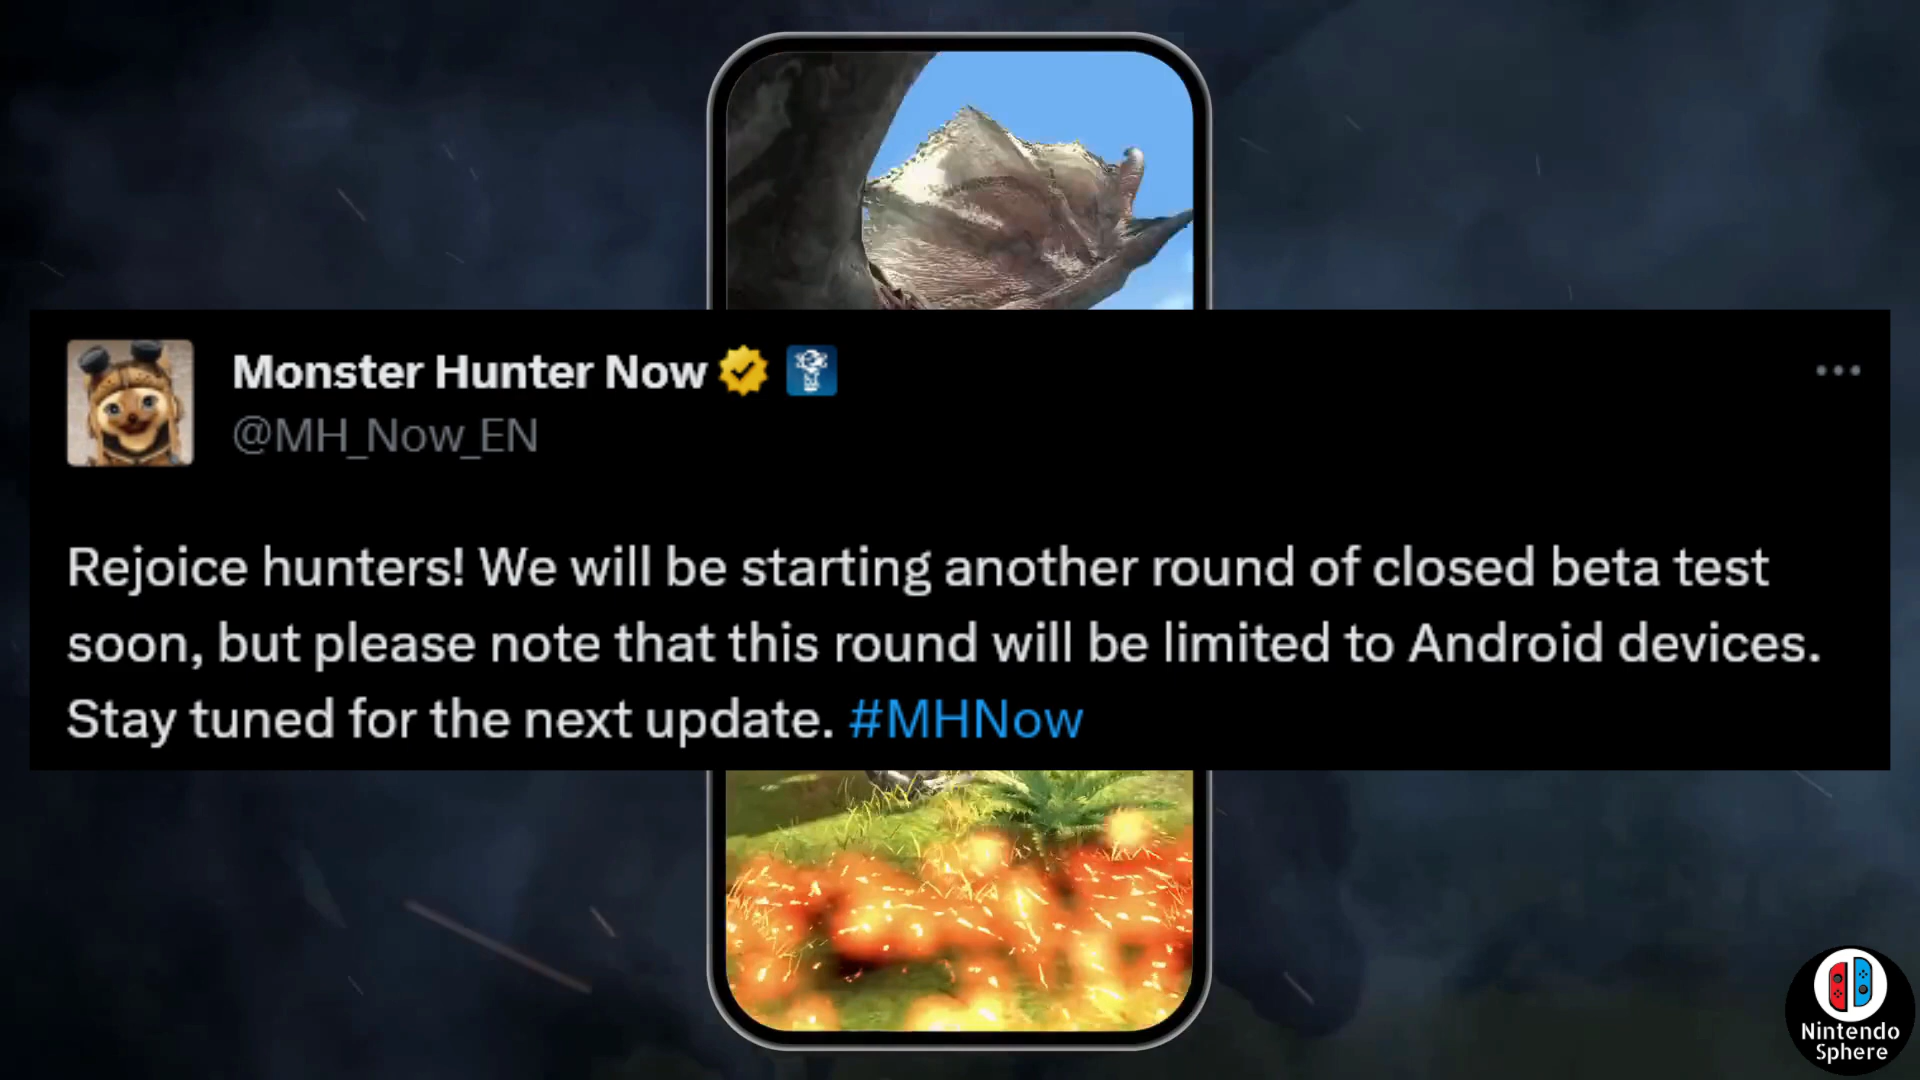 Monster Hunter Now
@MH_Now_EN
Rejoice hunters! We will be starting another round of closed beta test
soon, but please note that this round will be limited to Android devices.
Stay tuned for the next update. #MHNow
Nintendo
Sphere